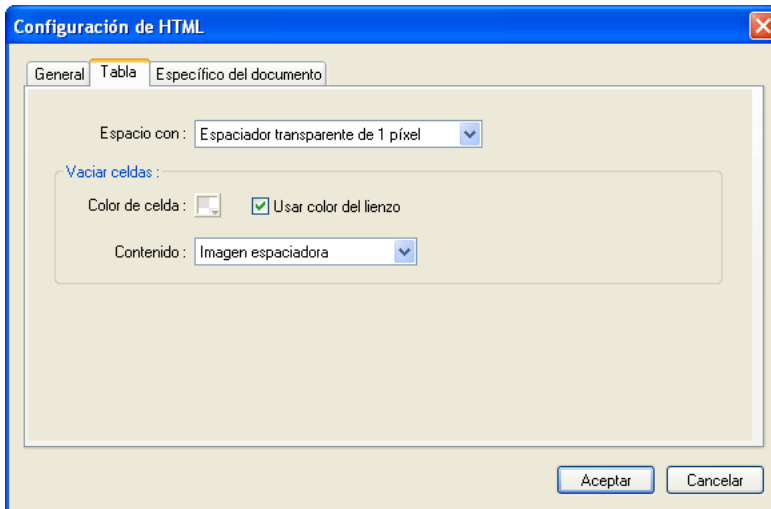 Configuración de HTML
General Tabla Específico del documento
Espacio con : Espaciador transparente de 1 píxel
Vaciar celdas :
Color de celda : Usar color del lienzo
Contenido : Imagen espaciadora
Aceptar Cancelar